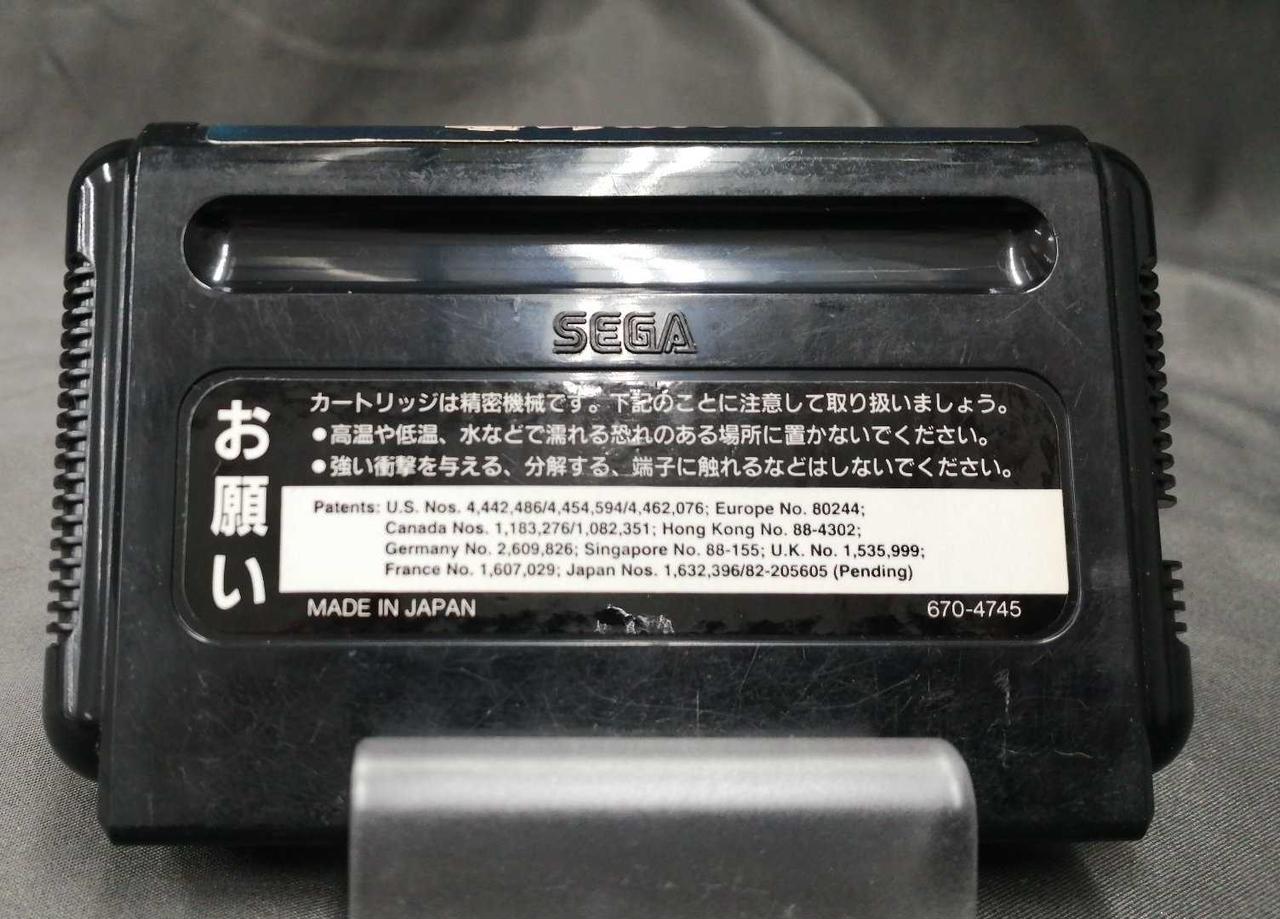 SEGA
お願い
カートリッジは精密機械です。下記のことに注意して取り扱いましょう。
●高温や低温、水などで濡れる恐れのある場所に置かないでください。
●強い衝撃を与える、分解する、端子に触れるなどはしないでください。
Patents: U.S. Nos. 4,442,486/4,454,594/4,462,076; Europe No. 80244;
Canada Nos. 1,183,276/1,082,351; Hong Kong No. 88-4302;
Germany No. 2,609,826; Singapore No. 88-155; U.K. No. 1,535,999;
France No. 1,607,029; Japan Nos. 1,632,396/82-205605 (Pending)
MADE IN JAPAN
670-4745